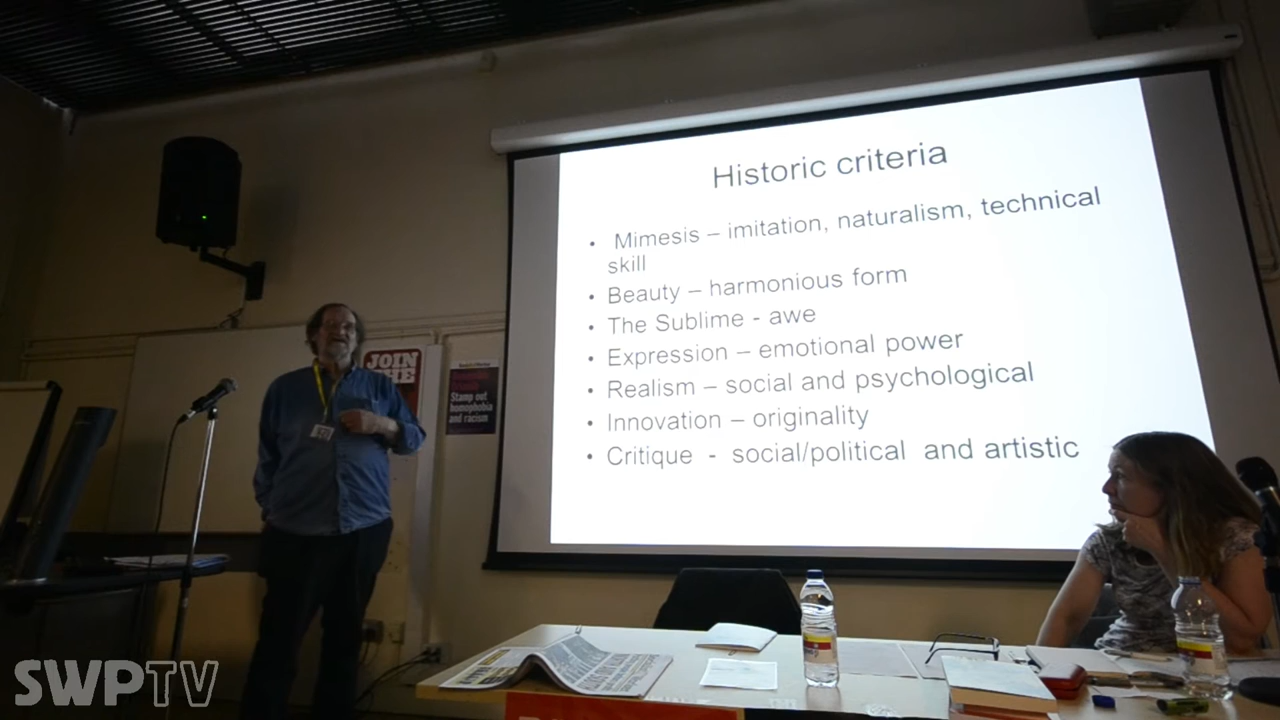 Historic criteria
• Mimesis – imitation, naturalism, technical
skill
• Beauty – harmonious form
• The Sublime - awe
• Expression – emotional power
• Realism – social and psychological
• Innovation – originality
• Critique - social/political and artistic
JOIN
THE
Stamp out
homophobia
and racism
SWPTV